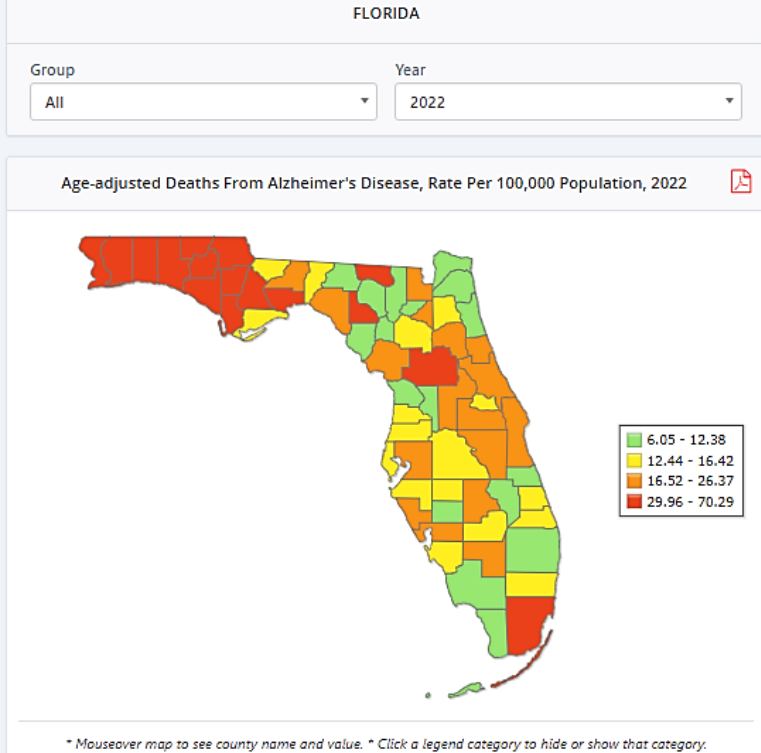 FLORIDA
Group Year
All 2022
Age-adjusted Deaths From Alzheimer's Disease, Rate Per 100,000 Population, 2022
6.05 - 12.38
12.44 - 16.42
16.52 - 26.37
29.96 - 70.29
* Mouseover map to see county name and value. * Click a legend category to hide or show that category.